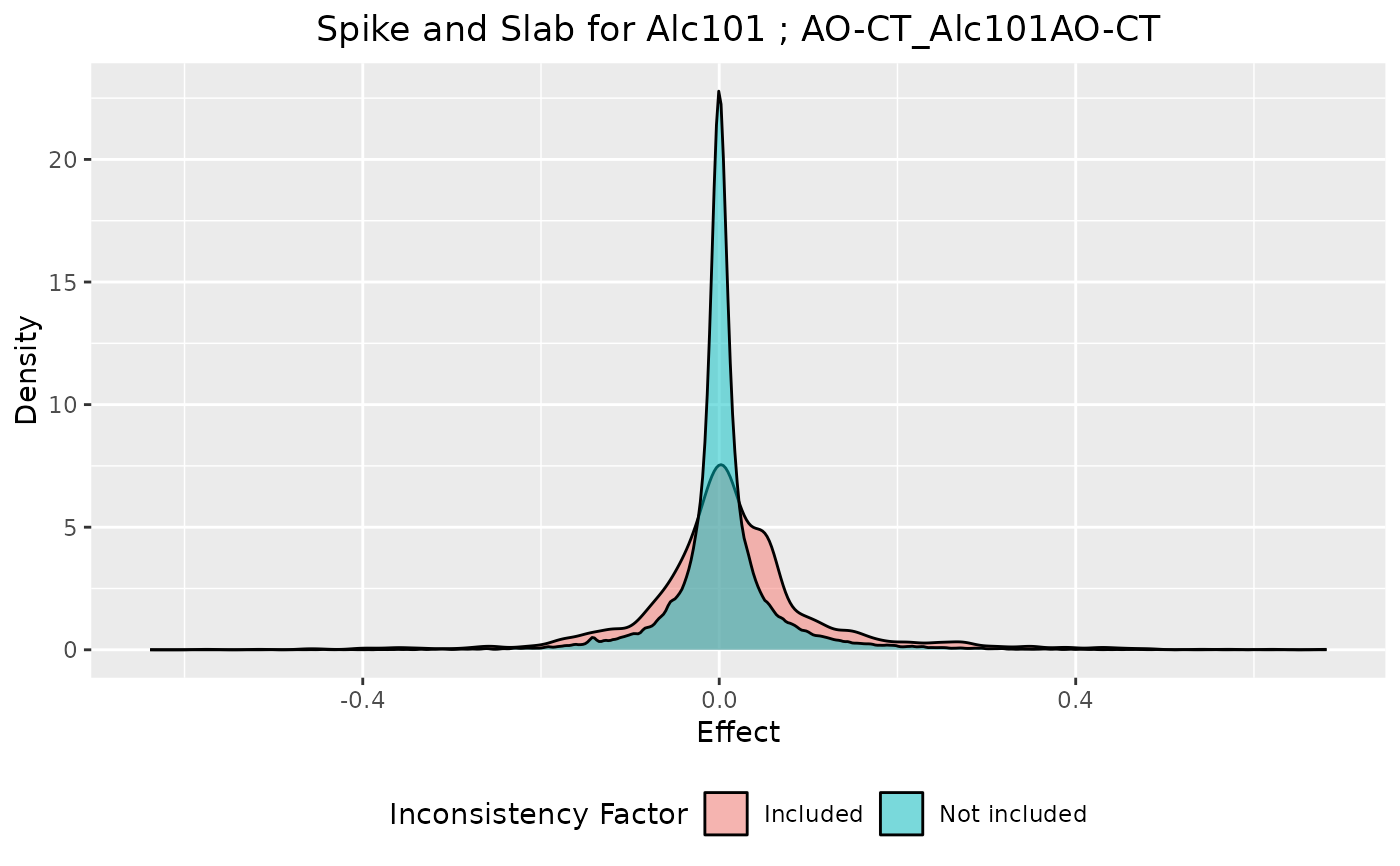 Spike and Slab for Alc101 ; AO-CT_Alc101AO-CT
Density
20
15
10
5
0
-0.4 0.0 0.4
Effect
Inconsistency Factor Included Not included